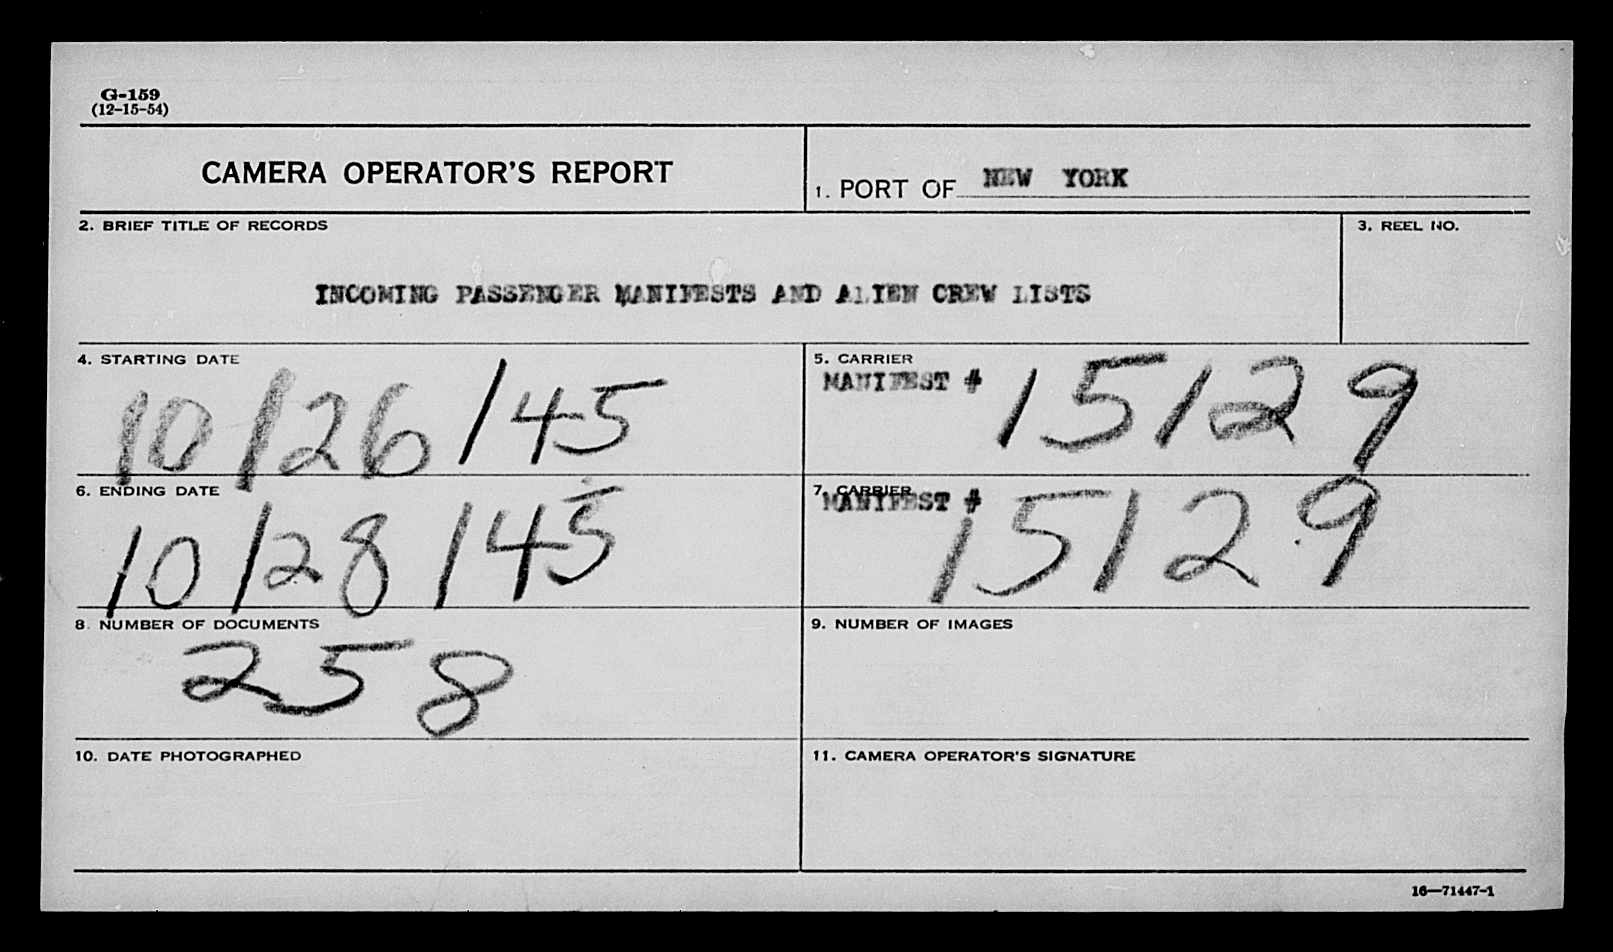 G-159
(12-15-54)
CAMERA OPERATOR'S REPORT
1. PORT OF NEW YORK
2. BRIEF TITLE OF RECORDS
3. REEL NO.
INCOMING PASSENGER MANIFESTS AND ALIEN CREW LISTS
4. STARTING DATE
10/26/45
5. CARRIER
MANIFEST # 15129
6. ENDING DATE
10/28/45
7. CARRIER
MANIFEST # 15129
8. NUMBER OF DOCUMENTS
258
9. NUMBER OF IMAGES
10. DATE PHOTOGRAPHED
11. CAMERA OPERATOR'S SIGNATURE
16—71447-1